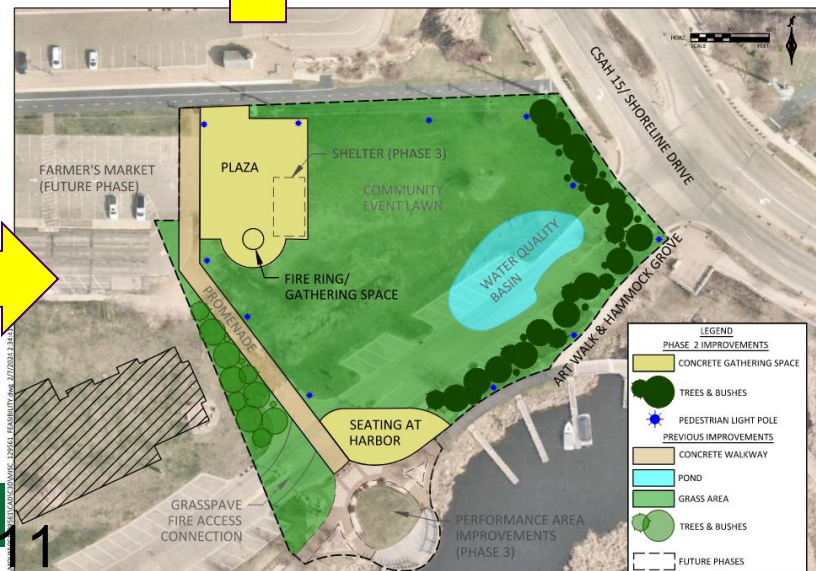 HORZ.
SCALE
FEET
CSAH 15/ SHORELINE DRIVE
FARMER'S MARKET
(FUTURE PHASE)
PLAZA
SHELTER (PHASE 3)
COMMUNITY
EVENT LAWN
WATER QUALITY
BASIN
FIRE RING/
GATHERING SPACE
PROMENADE
ART WALK & HAMMOCK GROVE
SEATING AT
HARBOR
GRASSPAVE
FIRE ACCESS
CONNECTION
PERFORMANCE AREA
IMPROVEMENTS
(PHASE 3)
LEGEND
PHASE 2 IMPROVEMENTS
CONCRETE GATHERING SPACE
TREES & BUSHES
PEDESTRIAN LIGHT POLE
PREVIOUS IMPROVEMENTS
CONCRETE WALKWAY
POND
GRASS AREA
TREES & BUSHES
FUTURE PHASES
11